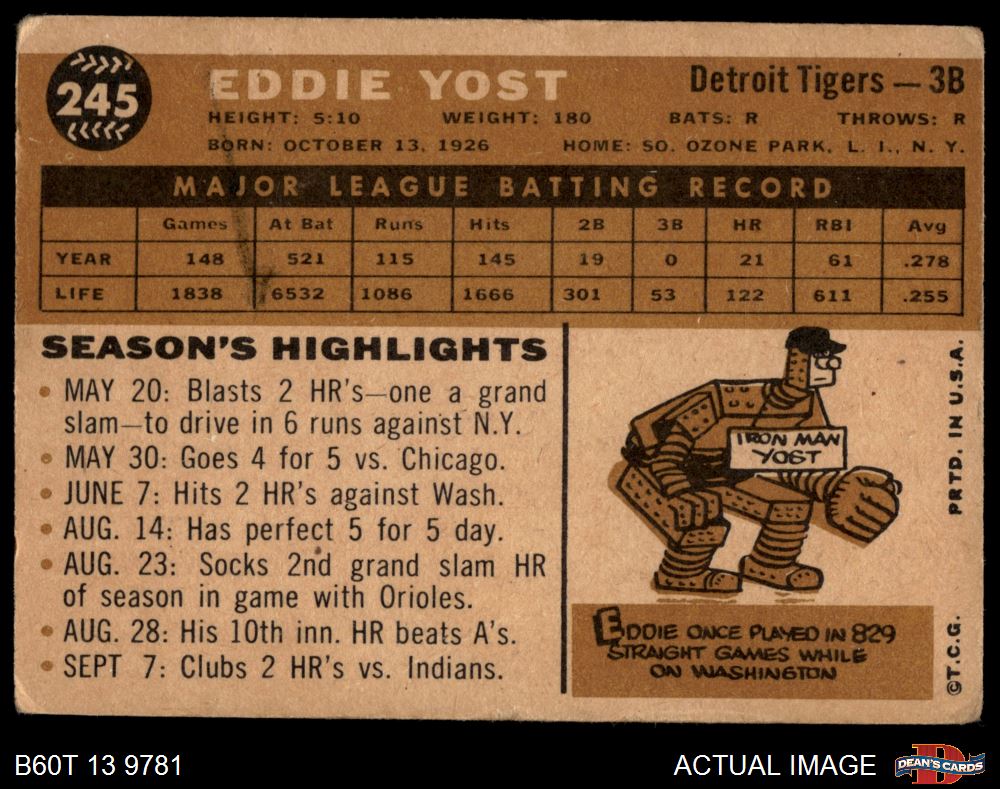 245
EDDIE YOST
Detroit Tigers — 3B
HEIGHT: 5:10 WEIGHT: 180 BATS: R THROWS: R
BORN: OCTOBER 13, 1926 HOME: SO. OZONE PARK, L. I., N. Y.
MAJOR LEAGUE BATTING RECORD
Games At Bat Runs Hits 2B 3B HR RBI Avg
YEAR 148 521 115 145 19 0 21 61 .278
LIFE 1838 6532 1086 1666 301 53 122 611 .255
SEASON'S HIGHLIGHTS
• MAY 20: Blasts 2 HR's—one a grand
slam—to drive in 6 runs against N.Y.
• MAY 30: Goes 4 for 5 vs. Chicago.
• JUNE 7: Hits 2 HR's against Wash.
• AUG. 14: Has perfect 5 for 5 day.
• AUG. 23: Socks 2nd grand slam HR
of season in game with Orioles.
• AUG. 28: His 10th inn. HR beats A's.
• SEPT 7: Clubs 2 HR's vs. Indians.
IRON MAN
YOST
EDDIE ONCE PLAYED IN 829
STRAIGHT GAMES WHILE
ON WASHINGTON
©T.C.G. PRTD. IN U.S.A.
B60T 13 9781
ACTUAL IMAGE
D
DEAN'S CARDS